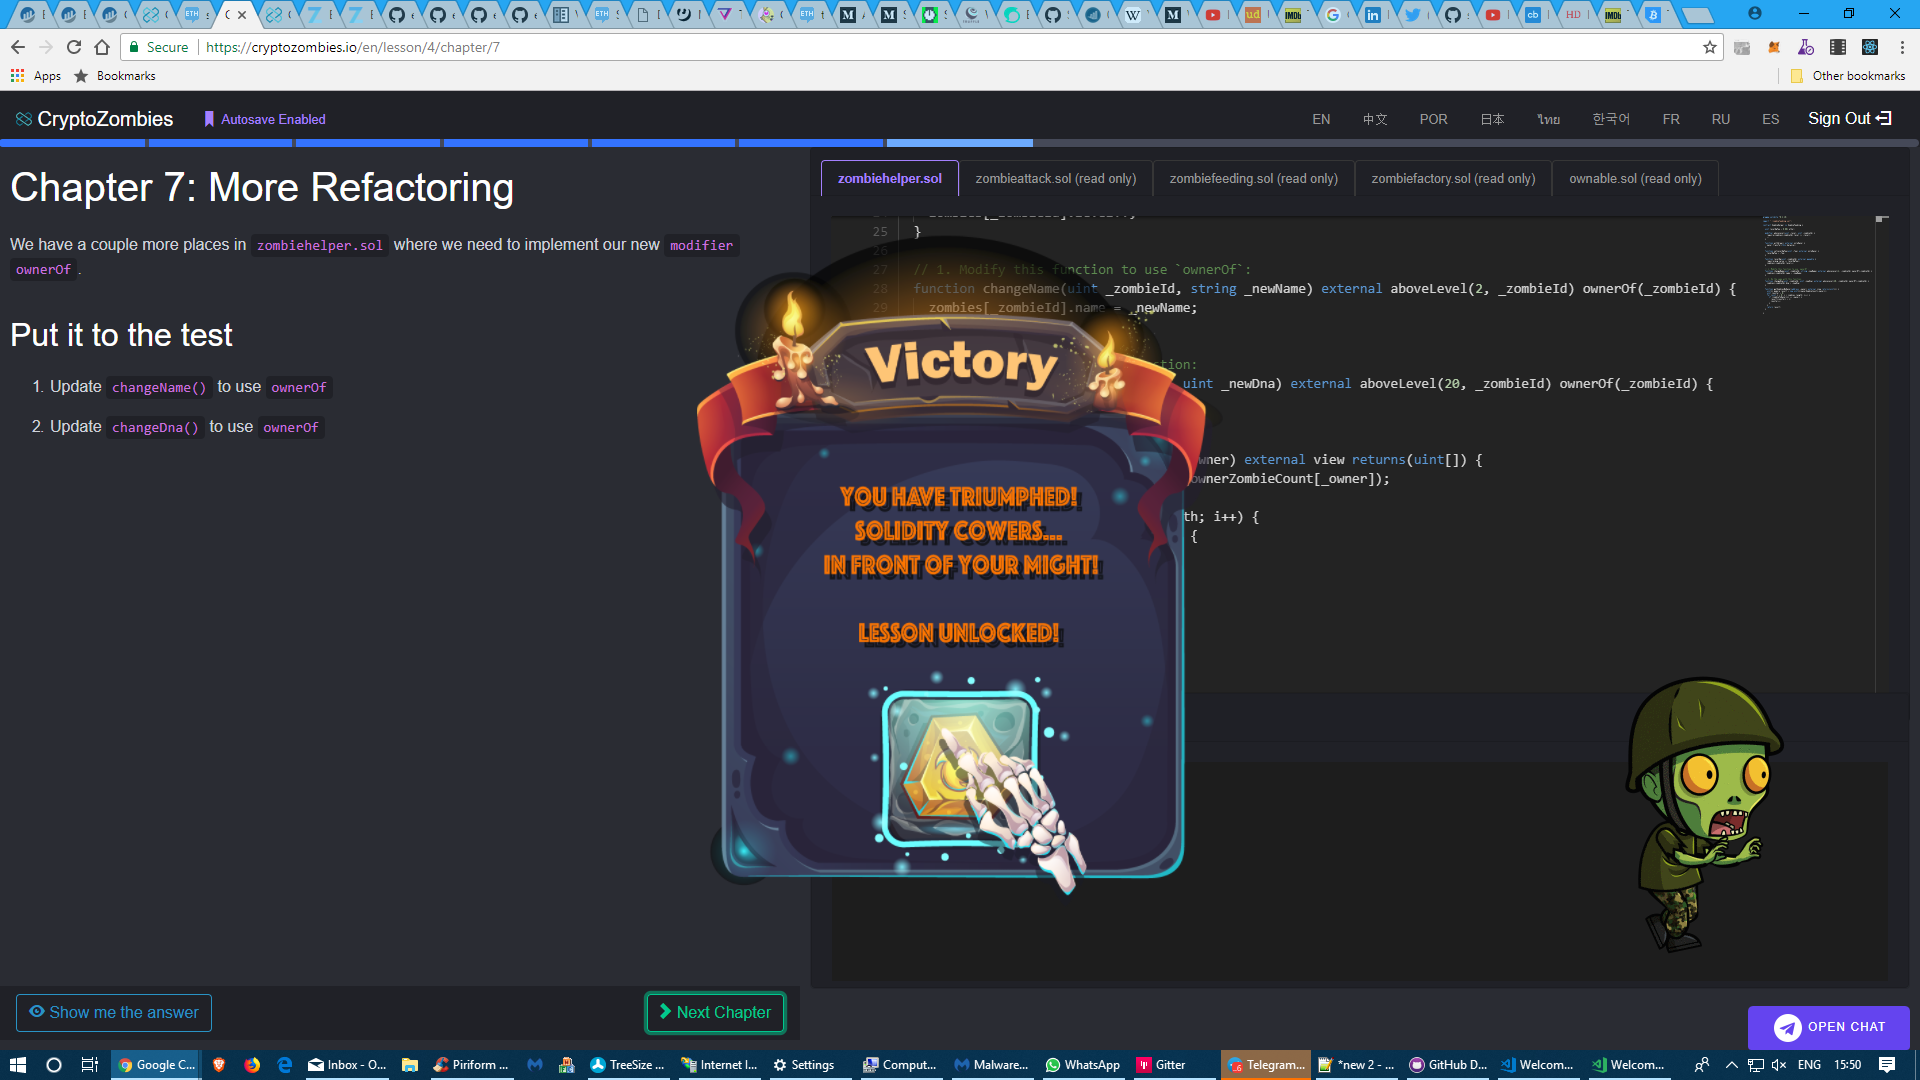 Secure
https://cryptozombies.io/en/lesson/4/chapter/7
Apps
Bookmarks
Other bookmarks
CryptoZombies
Autosave Enabled
EN
中文
POR
日本
ไทย
한국어
FR
RU
ES
Sign Out
Chapter 7: More Refactoring
We have a couple more places in zombiehelper.sol where we need to implement our new modifier
ownerOf.
Put it to the test
1. Update changeName() to use ownerOf
2. Update changeDna() to use ownerOf
Show me the answer
Next Chapter
zombiehelper.sol
zombieattack.sol (read only)
zombiefeeding.sol (read only)
zombiefactory.sol (read only)
ownable.sol (read only)
25 }
26
27 // 1. Modify this function to use `ownerOf`:
28 function changeName(uint _zombieId, string _newName) external aboveLevel(2, _zombieId) ownerOf(_zombieId) {
29 zombies[_zombieId].name = _newName;
tion:
uint _newDna) external aboveLevel(20, _zombieId) ownerOf(_zombieId) {
wner) external view returns(uint[]) {
ownerZombieCount[_owner]);
th; i++) {
{
Victory
YOU HAVE TRIUMPHED!
SOLIDITY COWERS...
IN FRONT OF YOUR MIGHT!
LESSON UNLOCKED!
OPEN CHAT
Google C...
Inbox - O...
Piriform ...
TreeSize ...
Internet I...
Settings
Comput...
Malware...
WhatsApp
Gitter
Telegram...
*new 2 - ...
GitHub D...
Welcom...
Welcom...
ENG
15:50